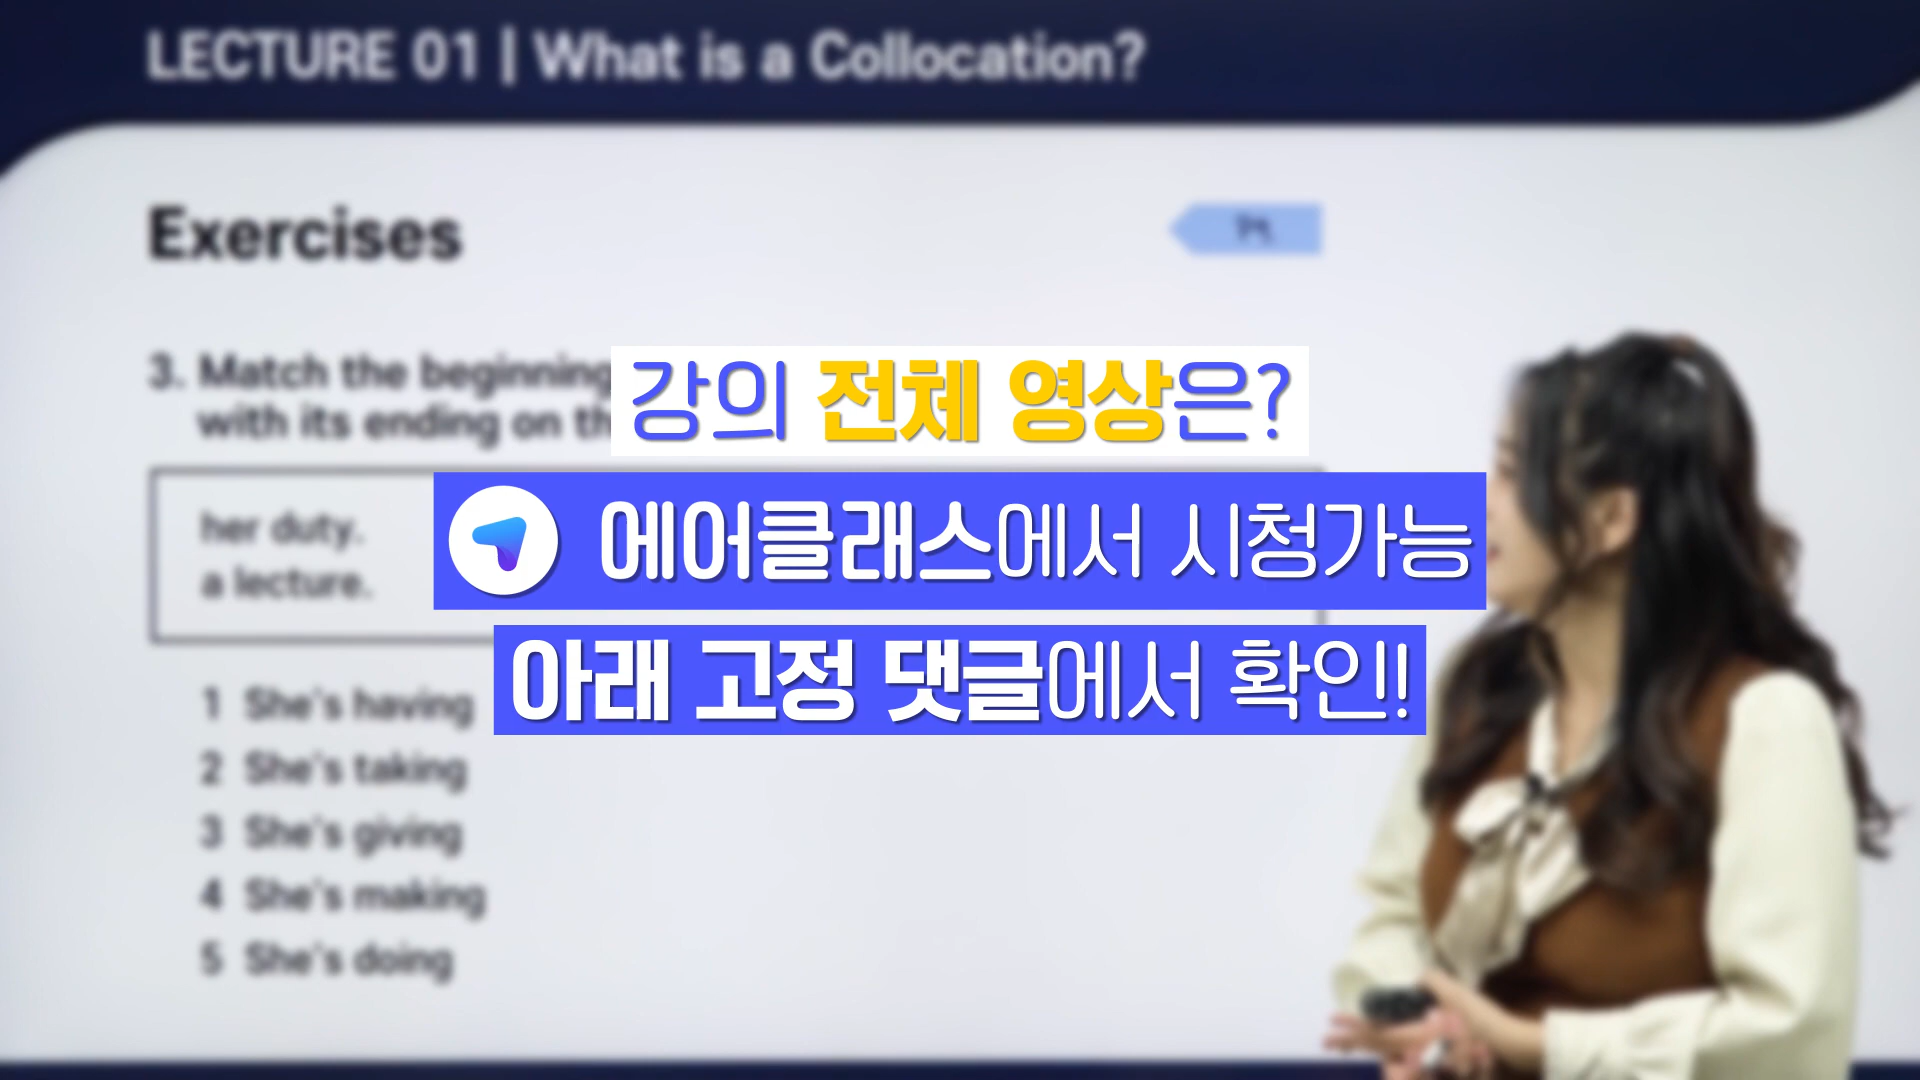 LECTURE 01 | What is a Collocation?
Exercises
3. Match the beginning
with its ending on th
강의 전체 영상은?
her duty.
a lecture.
에어클래스에서 시청가능
아래 고정 댓글에서 확인!
1 She's having
2 She's taking
3 She's giving
4 She's making
5 She's doing